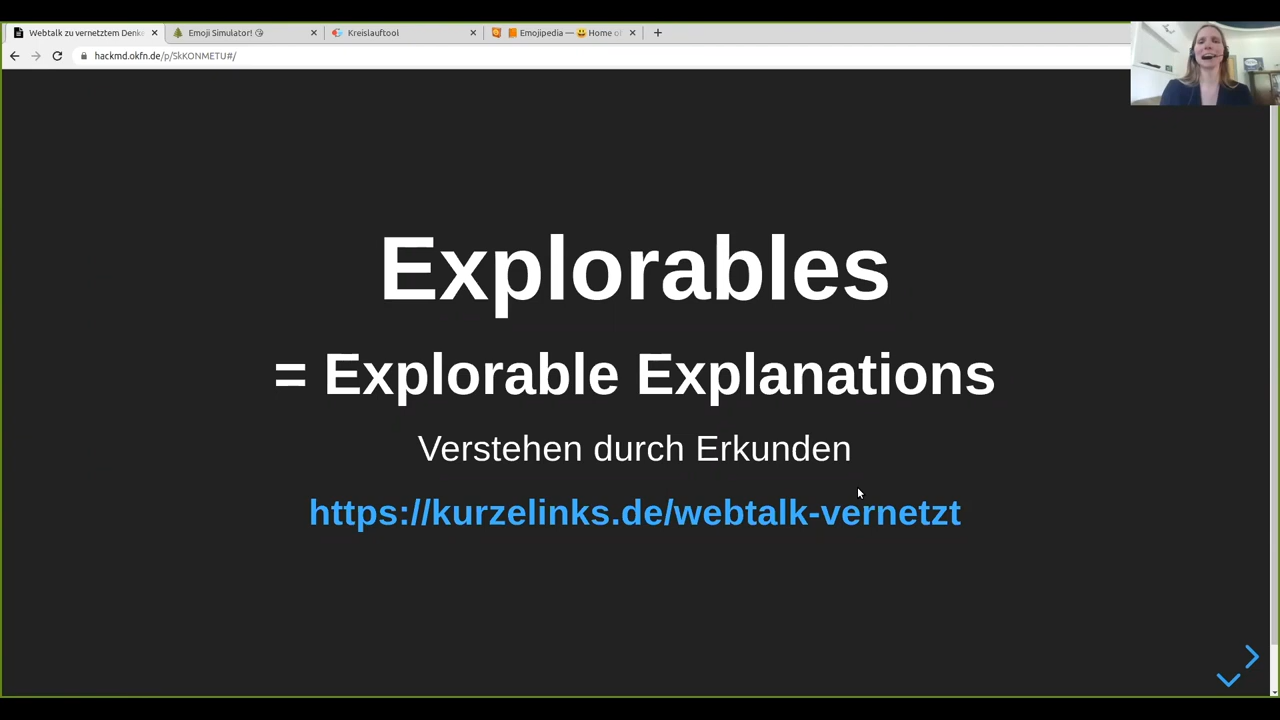 Webtalk zu vernetztem Denk
Emoji Simulator! 😘
Kreislauftool
Emojipedia — 😃 Home of
hackmd.okfn.de/p/SkKONMETU#/
Explorables
= Explorable Explanations
Verstehen durch Erkunden
https://kurzelinks.de/webtalk-vernetzt